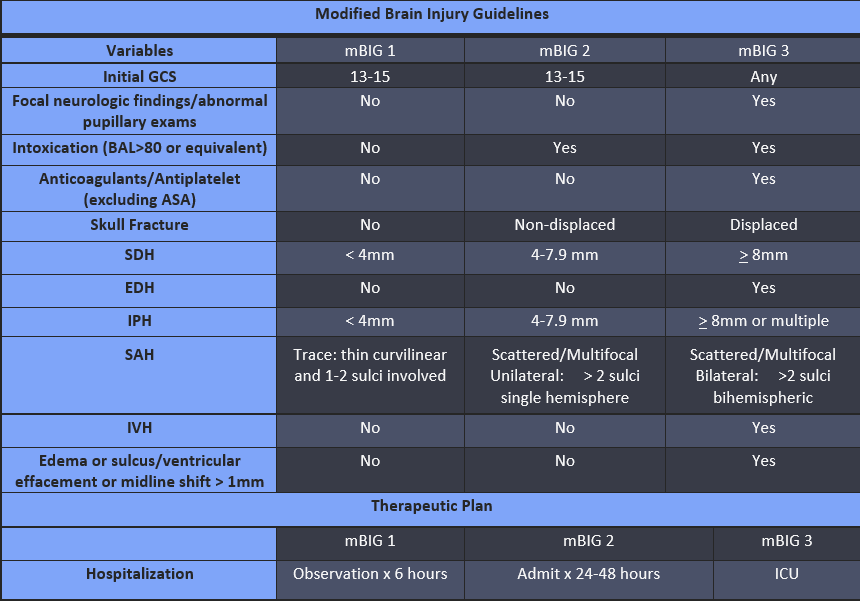 Modified Brain Injury Guidelines
Variables mBIG 1 mBIG 2 mBIG 3
Initial GCS 13-15 13-15 Any
Focal neurologic findings/abnormal No No Yes
pupillary exams
Intoxication (BAL>80 or equivalent) No Yes Yes
Anticoagulants/Antiplatelet No No Yes
(excluding ASA)
Skull Fracture No Non-displaced Displaced
SDH < 4mm 4-7.9 mm ≥ 8mm
EDH No No Yes
IPH < 4mm 4-7.9 mm ≥ 8mm or multiple
SAH Trace: thin curvilinear Scattered/Multifocal Scattered/Multifocal
and 1-2 sulci involved Unilateral: > 2 sulci Bilateral: >2 sulci
single hemisphere bihemispheric
IVH No No Yes
Edema or sulcus/ventricular No No Yes
effacement or midline shift > 1mm
Therapeutic Plan
mBIG 1 mBIG 2 mBIG 3
Hospitalization Observation x 6 hours Admit x 24-48 hours ICU